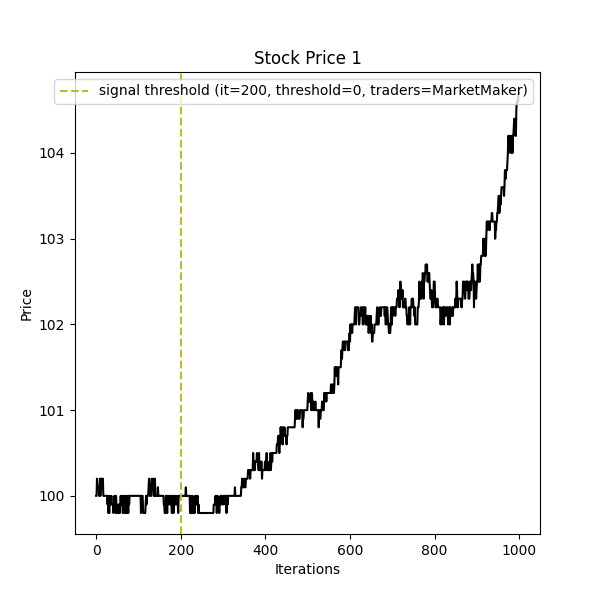 Stock Price 1
signal threshold (it=200, threshold=0, traders=MarketMaker)
104
103
102
101
100
Price
0 200 400 600 800 1000
Iterations